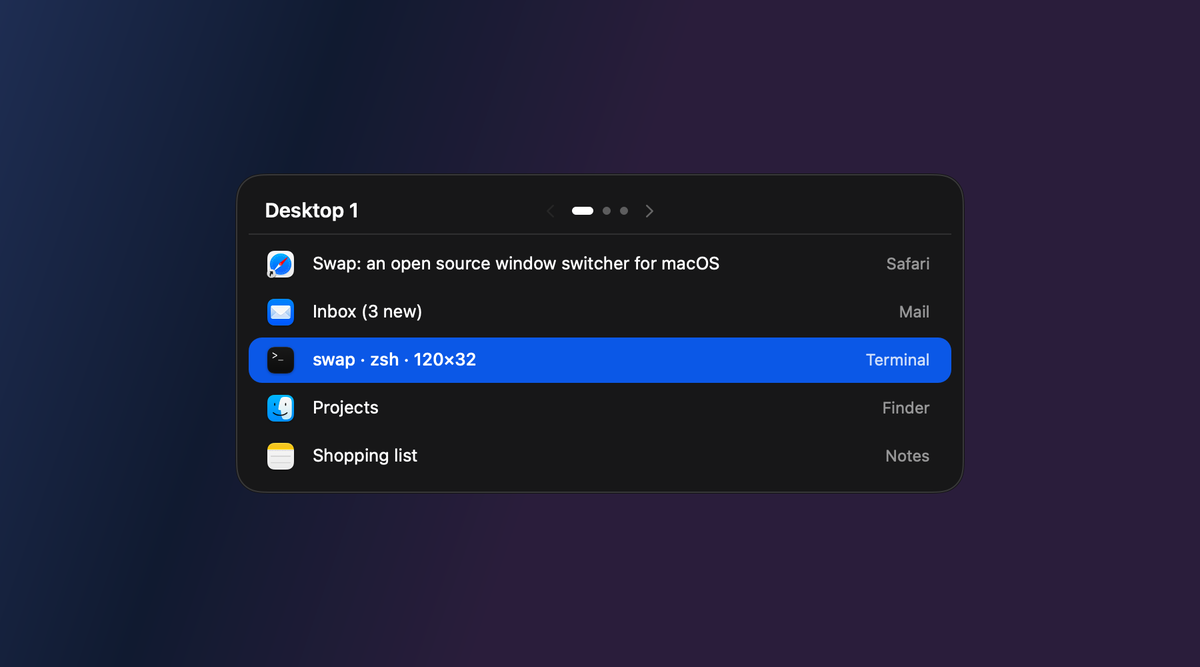 Desktop 1
Swap: an open source window switcher for macOS Safari
Inbox (3 new) Mail
>_ swap · zsh · 120×32 Terminal
Projects Finder
Shopping list Notes